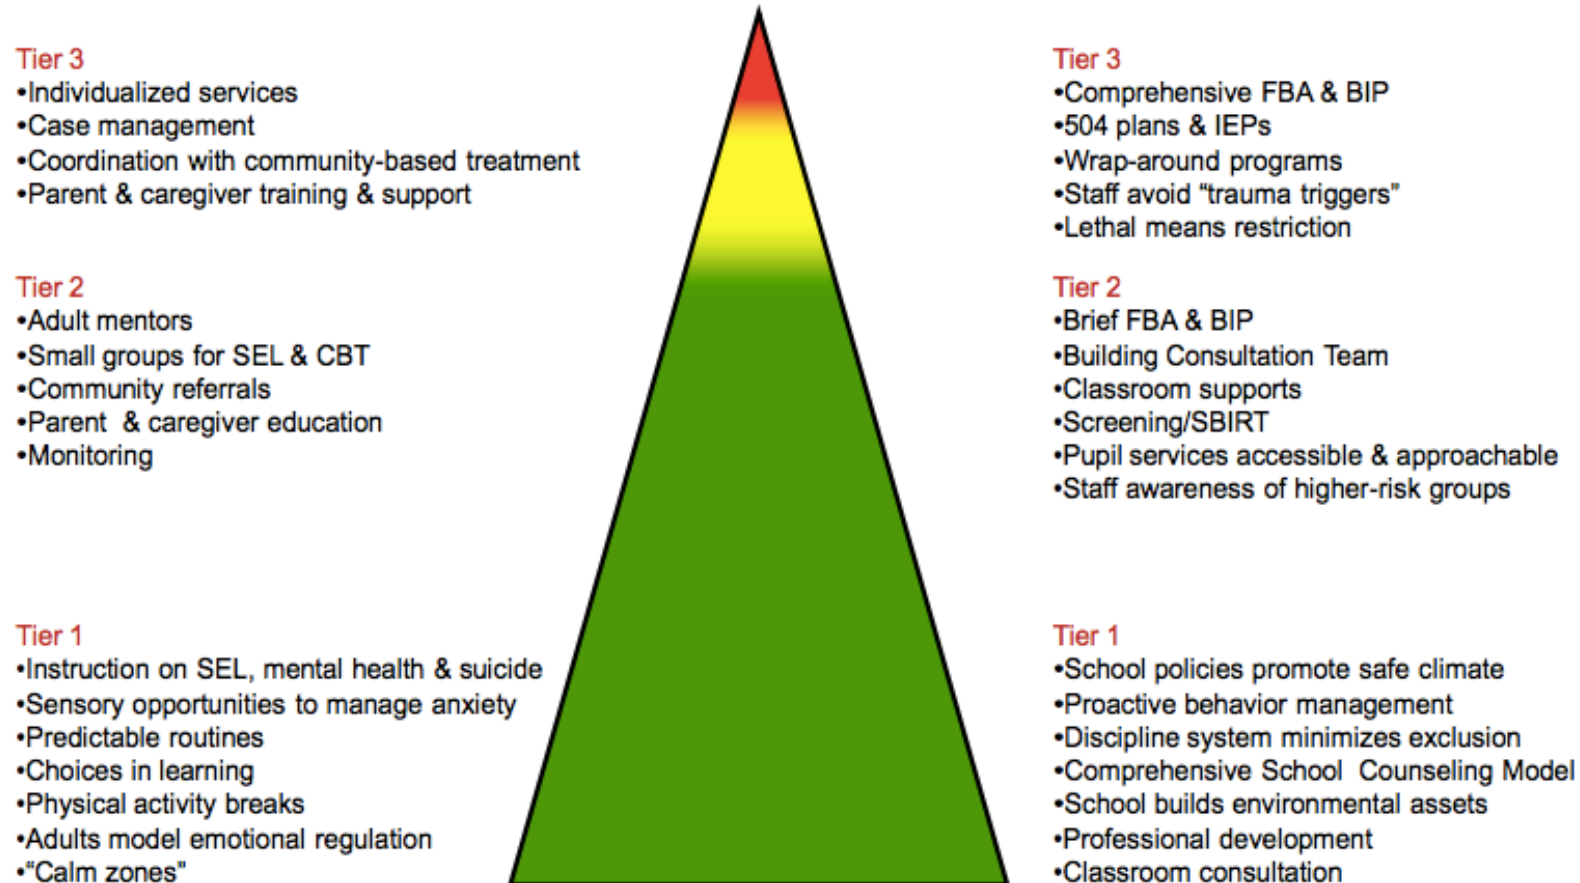 Tier 3
•Individualized services
•Case management
•Coordination with community-based treatment
•Parent & caregiver training & support
Tier 2
•Adult mentors
•Small groups for SEL & CBT
•Community referrals
•Parent & caregiver education
•Monitoring
Tier 1
•Instruction on SEL, mental health & suicide
•Sensory opportunities to manage anxiety
•Predictable routines
•Choices in learning
•Physical activity breaks
•Adults model emotional regulation
•“Calm zones"
Tier 3
•Comprehensive FBA & BIP
•504 plans & IEPs
•Wrap-around programs
•Staff avoid “trauma triggers”
•Lethal means restriction
Tier 2
•Brief FBA & BIP
•Building Consultation Team
•Classroom supports
•Screening/SBIRT
•Pupil services accessible & approachable
•Staff awareness of higher-risk groups
Tier 1
•School policies promote safe climate
•Proactive behavior management
•Discipline system minimizes exclusion
•Comprehensive School Counseling Model
•School builds environmental assets
•Professional development
•Classroom consultation